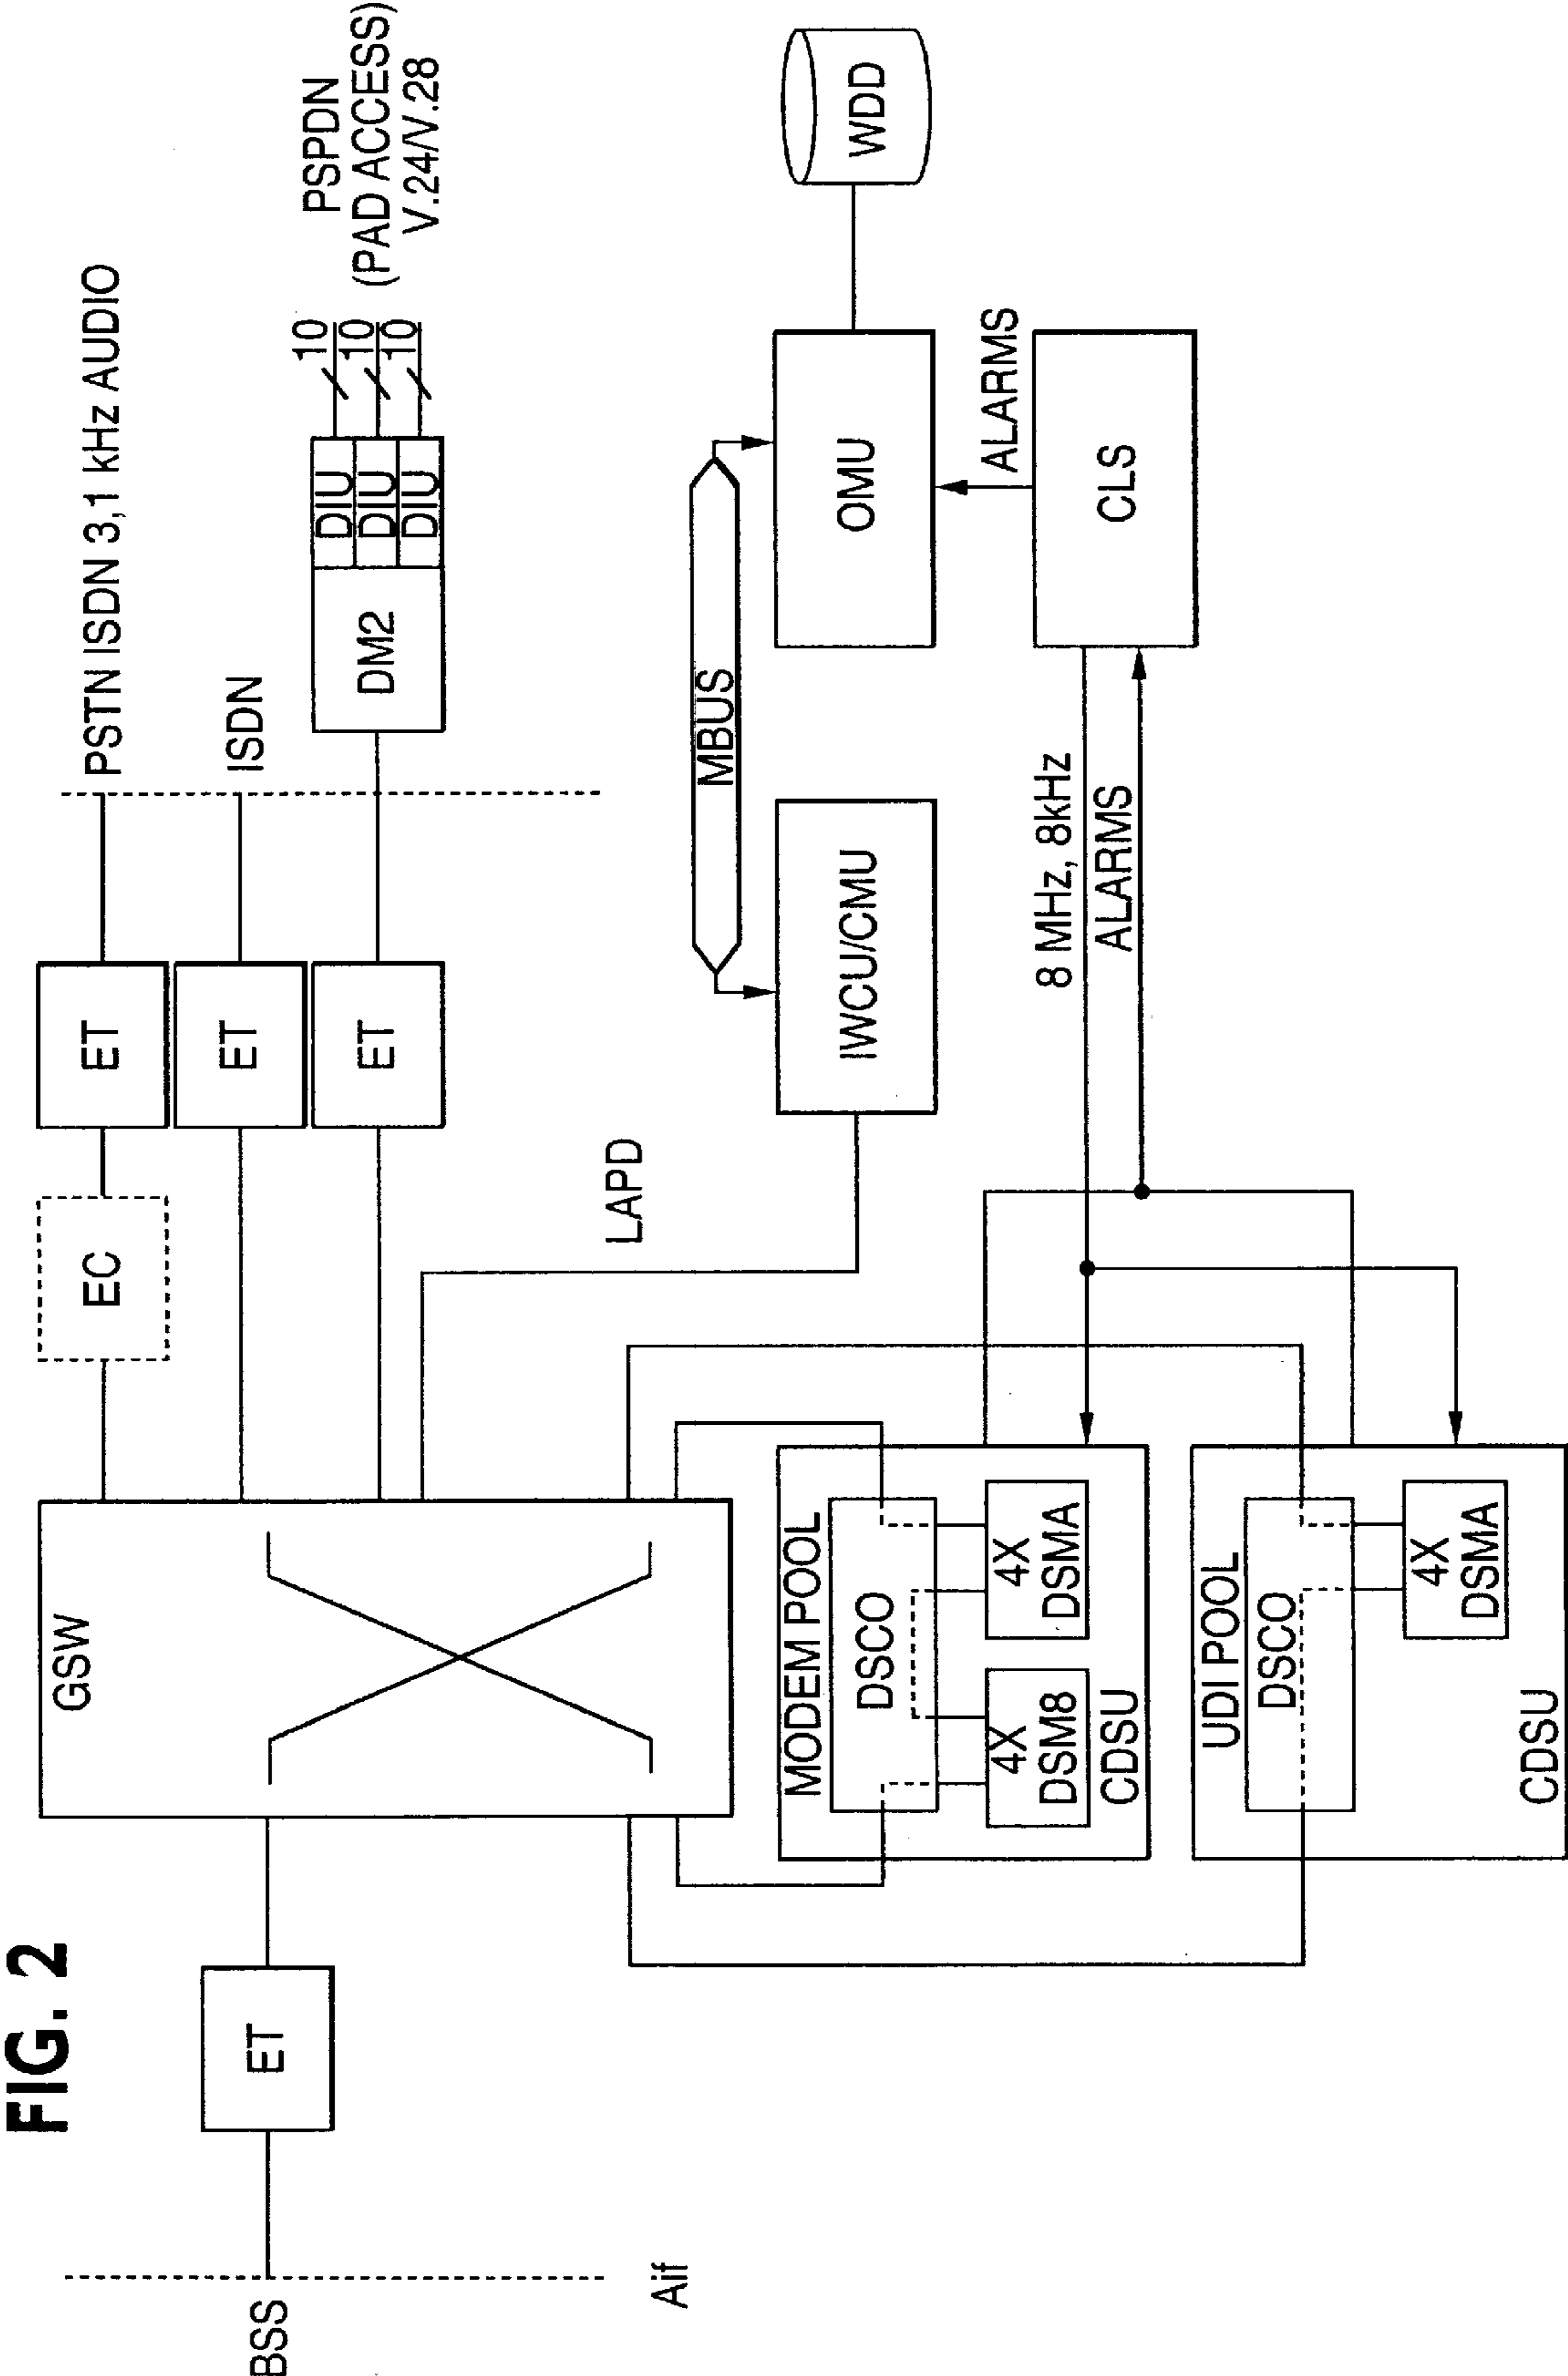 FIG. 2
BSS
Aif
ET
GSW
EC
ET
ET
ET
PSTN ISDN 3,1 kHz AUDIO
ISDN
DM2
DIU
DIU
DIU
10
10
10
PSPDN
(PAD ACCESS)
V.24/V.28
LAPD
MBUS
IWCU/CMU
OMU
WDD
ALARMS
CLS
8 MHz, 8kHz
ALARMS
MODEM POOL
DSCO
4X
DSM8
4X
DSMA
CDSU
UDI POOL
DSCO
4X
DSMA
CDSU